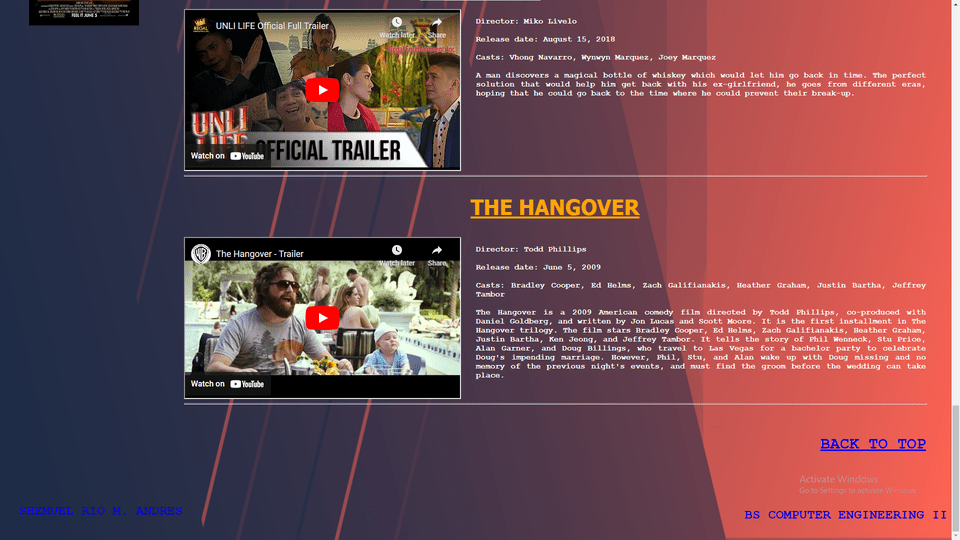 FEEL IT JUNE 5
REGAL
UNLI LIFE Official Full Trailer
Watch later
Share
UNLI
LIFE
OFFICIAL TRAILER
Watch on YouTube
Director: Miko Livelo
Release date: August 15, 2018
Casts: Vhong Navarro, Wynwyn Marquez, Joey Marquez
A man discovers a magical bottle of whiskey which would let him go back in time. The perfect
solution that would help him get back with his ex-girlfriend, he goes from different eras,
hoping that he could go back to the time where he could prevent their break-up.
THE HANGOVER
The Hangover - Trailer
Watch later
Share
Watch on YouTube
Director: Todd Phillips
Release date: June 5, 2009
Casts: Bradley Cooper, Ed Helms, Zach Galifianakis, Heather Graham, Justin Bartha, Jeffrey
Tambor
The Hangover is a 2009 American comedy film directed by Todd Phillips, co-produced with
Daniel Goldberg, and written by Jon Lucas and Scott Moore. It is the first installment in The
Hangover trilogy. The film stars Bradley Cooper, Ed Helms, Zach Galifianakis, Heather Graham,
Justin Bartha, Ken Jeong, and Jeffrey Tambor. It tells the story of Phil Wenneck, Stu Price,
Alan Garner, and Doug Billings, who travel to Las Vegas for a bachelor party to celebrate
Doug's impending marriage. However, Phil, Stu, and Alan wake up with Doug missing and no
memory of the previous night's events, and must find the groom before the wedding can take
place.
BACK TO TOP
Activate Windows
Go to Settings to activate Windows.
SHEMUEL RIO M. ANDRES
BS COMPUTER ENGINEERING II